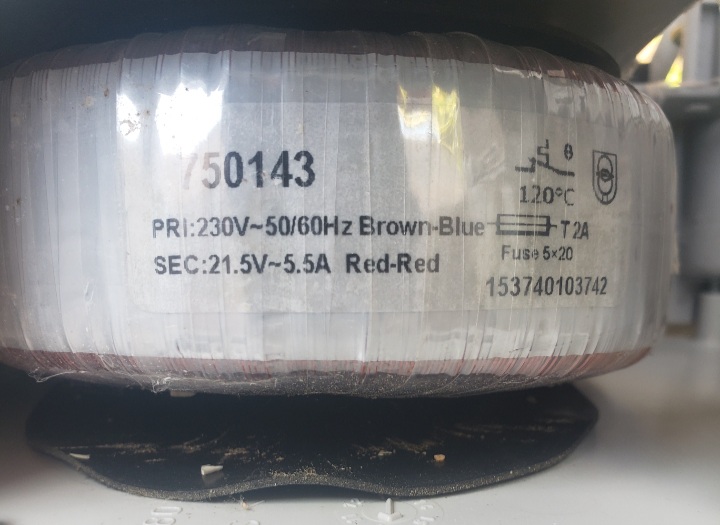 750143
120°C
PRI:230V~50/60Hz Brown-Blue T 2A
Fuse 5×20
SEC:21.5V~5.5A Red-Red
153740103742